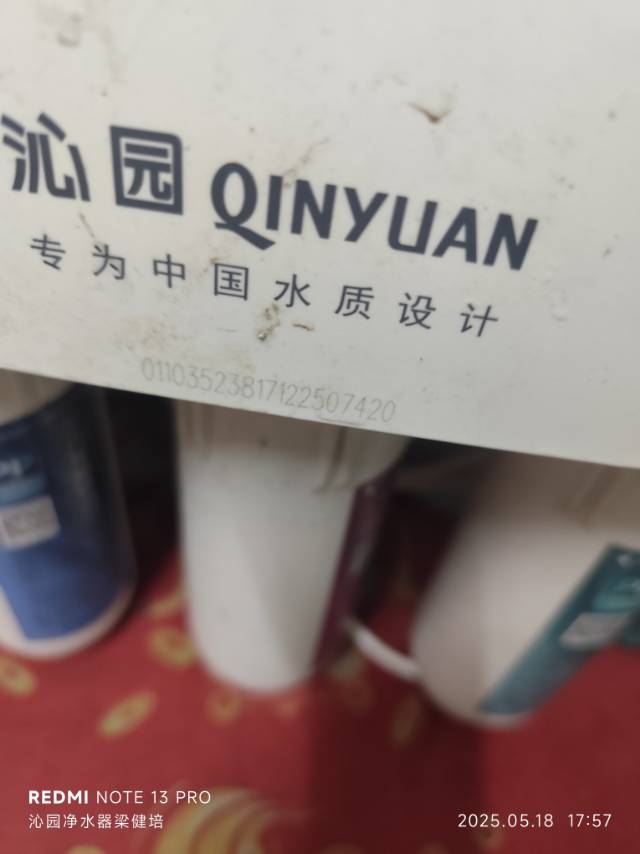 沁园 QINYUAN
专为中国水质设计
01103523817122507420
REDMI NOTE 13 PRO
沁园净水器梁健培
2025.05.18 17:57